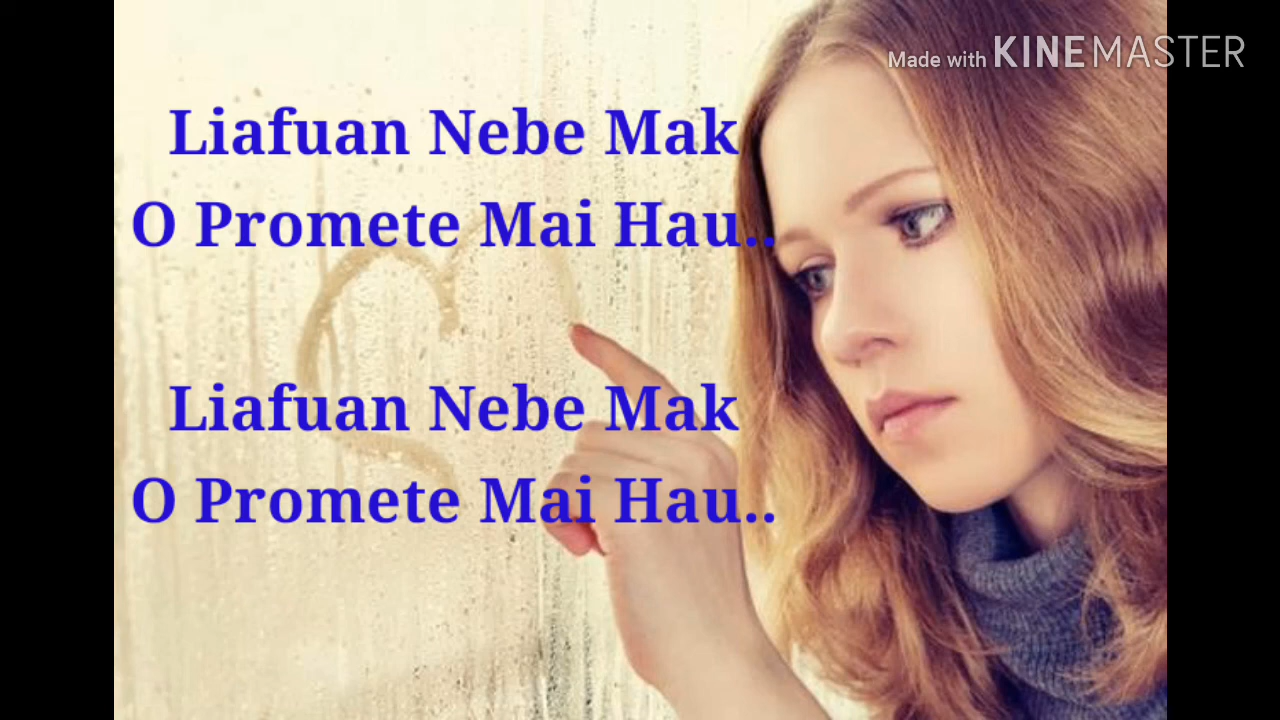 Made with KINEMASTER
Liafuan Nebe Mak
O Promete Mai Hau..
Liafuan Nebe Mak
O Promete Mai Hau..